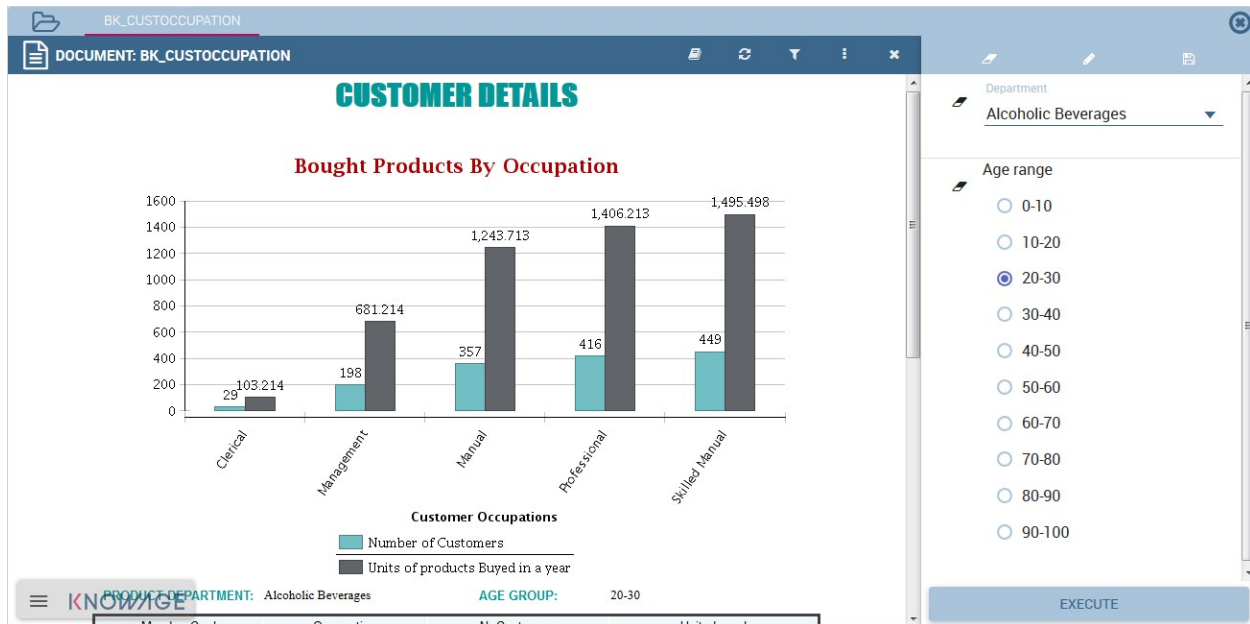 BK_CUSTOCCUPATION
DOCUMENT: BK_CUSTOCCUPATION
CUSTOMER DETAILS
Bought Products By Occupation
1600
1400
1200
1000
800
600
400
200
0
29
103.214
198
681.214
357
1,243.713
416
1,406.213
449
1,495.498
Clerical
Management
Manual
Professional
Skilled Manual
Customer Occupations
Number of Customers
Units of products Buyed in a year
PRODUCT DEPARTMENT: Alcoholic Beverages AGE GROUP: 20-30
KNOWAGE
Department
Alcoholic Beverages
Age range
0-10
10-20
20-30
30-40
40-50
50-60
60-70
70-80
80-90
90-100
EXECUTE